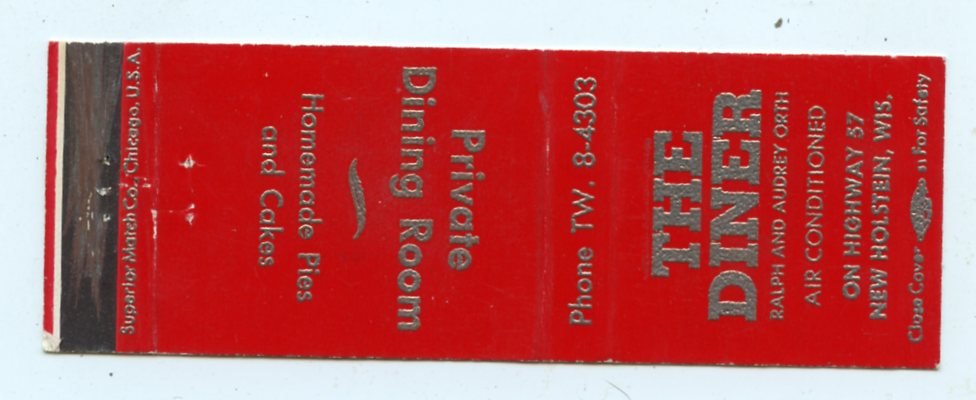 THE
DINER
RALPH AND AUDREY ORTH
AIR CONDITIONED
ON HIGHWAY 57
NEW HOLSTEIN, WIS.
Close Cover For Safety
Phone TW. 8-4303
Private
Dining Room
Homemade Pies
and Cakes
Superior Match Co., Chicago, U.S.A.